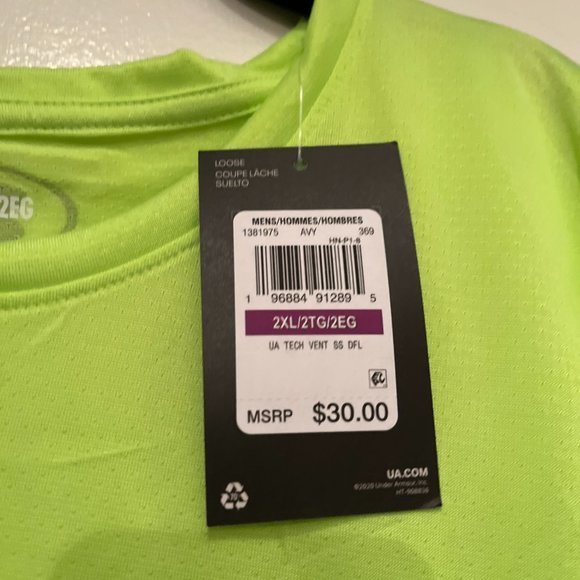 2EG
LOOSE
COUPE LÂCHE
SUELTO
MENS/HOMMES/HOMBRES
1381975 AVY 369
HN-P1-8
1 96884 91289 5
2XL/2TG/2EG
UA TECH VENT SS DFL
MSRP $30.00
UA.COM
©2020 Under Armour, Inc.